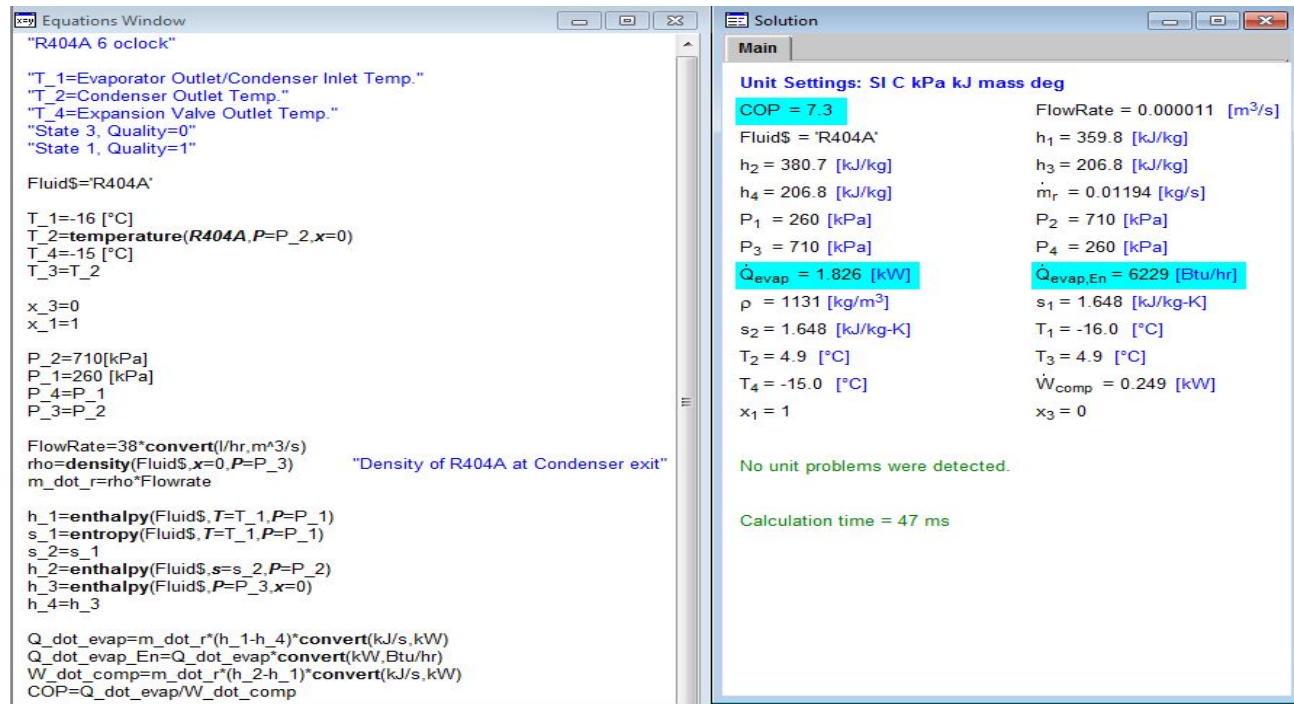 Equations Window
"R404A 6 oclock"
"T_1=Evaporator Outlet/Condenser Inlet Temp."
"T_2=Condenser Outlet Temp."
"T_4=Expansion Valve Outlet Temp."
"State 3, Quality=0"
"State 1, Quality=1"
Fluid$='R404A'
T_1=-16 [°C]
T_2=temperature(R404A,P=P_2,x=0)
T_4=-15 [°C]
T_3=T_2
x_3=0
x_1=1
P_2=710[kPa]
P_1=260 [kPa]
P_4=P_1
P_3=P_2
FlowRate=38*convert(l/hr,m^3/s)
rho=density(Fluid$,x=0,P=P_3) "Density of R404A at Condenser exit"
m_dot_r=rho*Flowrate
h_1=enthalpy(Fluid$,T=T_1,P=P_1)
s_1=entropy(Fluid$,T=T_1,P=P_1)
s_2=s_1
h_2=enthalpy(Fluid$,s=s_2,P=P_2)
h_3=enthalpy(Fluid$,P=P_3,x=0)
h_4=h_3
Q_dot_evap=m_dot_r*(h_1-h_4)*convert(kJ/s,kW)
Q_dot_evap_En=Q_dot_evap*convert(kW,Btu/hr)
W_dot_comp=m_dot_r*(h_2-h_1)*convert(kJ/s,kW)
COP=Q_dot_evap/W_dot_comp
Solution
Main
Unit Settings: SI C kPa kJ mass deg
COP = 7.3 FlowRate = 0.000011 [m³/s]
Fluid$ = 'R404A' h₁ = 359.8 [kJ/kg]
h₂ = 380.7 [kJ/kg] h₃ = 206.8 [kJ/kg]
h₄ = 206.8 [kJ/kg] ṁr = 0.01194 [kg/s]
P₁ = 260 [kPa] P₂ = 710 [kPa]
P₃ = 710 [kPa] P₄ = 260 [kPa]
Q̇evap = 1.826 [kW] Q̇evap,En = 6229 [Btu/hr]
ρ = 1131 [kg/m³] s₁ = 1.648 [kJ/kg-K]
s₂ = 1.648 [kJ/kg-K] T₁ = -16.0 [°C]
T₂ = 4.9 [°C] T₃ = 4.9 [°C]
T₄ = -15.0 [°C] Ẇcomp = 0.249 [kW]
x₁ = 1 x₃ = 0
No unit problems were detected.
Calculation time = 47 ms